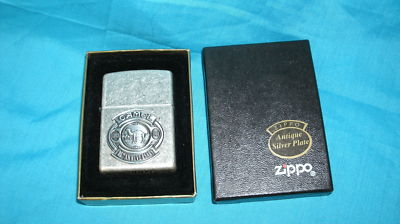 CAMEL
ZIPPO
Antique
Silver Plate
zippo®